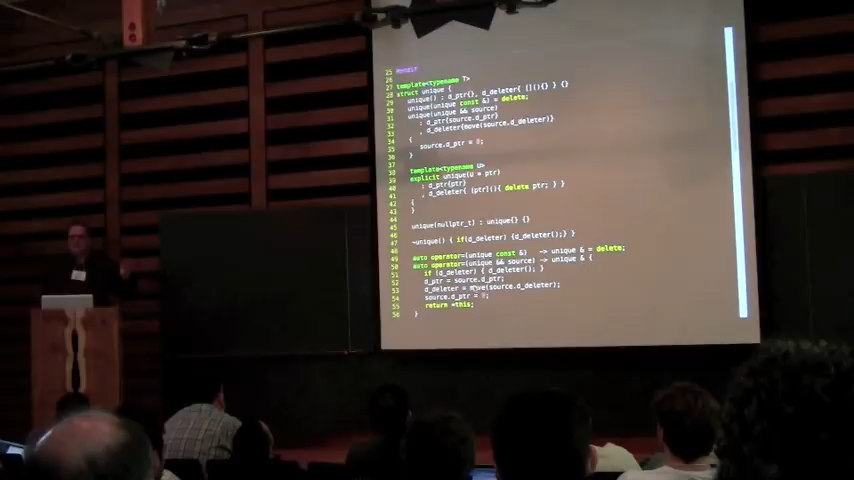 25 #endif
26
27 template<typename T>
28 struct unique {
29 unique() : d_ptr{}, d_deleter{ [](){} } {}
30 unique(unique const &) = delete;
31 unique(unique && source)
32 : d_ptr{source.d_ptr}
33 , d_deleter{move(source.d_deleter)}
34 {
35 source.d_ptr = 0;
36 }
37
38 template<typename U>
39 explicit unique(U * ptr)
40 : d_ptr{ptr}
41 , d_deleter{ [ptr](){ delete ptr; } }
42 {
43 }
44
45 unique(nullptr_t) : unique{} {}
46
47 ~unique() { if(d_deleter) {d_deleter();} }
48
49 auto operator=(unique const &) -> unique & = delete;
50 auto operator=(unique && source) -> unique & {
51 if (d_deleter) { d_deleter(); }
52 d_ptr = source.d_ptr;
53 d_deleter = move(source.d_deleter);
54 source.d_ptr = 0;
55 return *this;
56 }